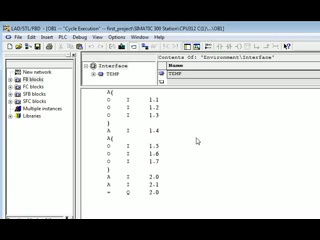 LAD/STL/FBD - [OB1 -- "Cycle Execution" -- first_project\SIMATIC 300 Station\CPU312 C(1)\...\OB1]
File Edit Insert PLC Debug View Options Window Help
Contents Of: 'Environment\Interface'
Interface
TEMP
Name
TEMP
New network
FB blocks
FC blocks
SFB blocks
SFC blocks
Multiple instances
Libraries
A(
O I 1.1
O I 1.2
O I 1.3
)
A I 1.4
A(
O I 1.5
O I 1.6
O I 1.7
)
A I 2.0
A I 2.1
= Q 2.0